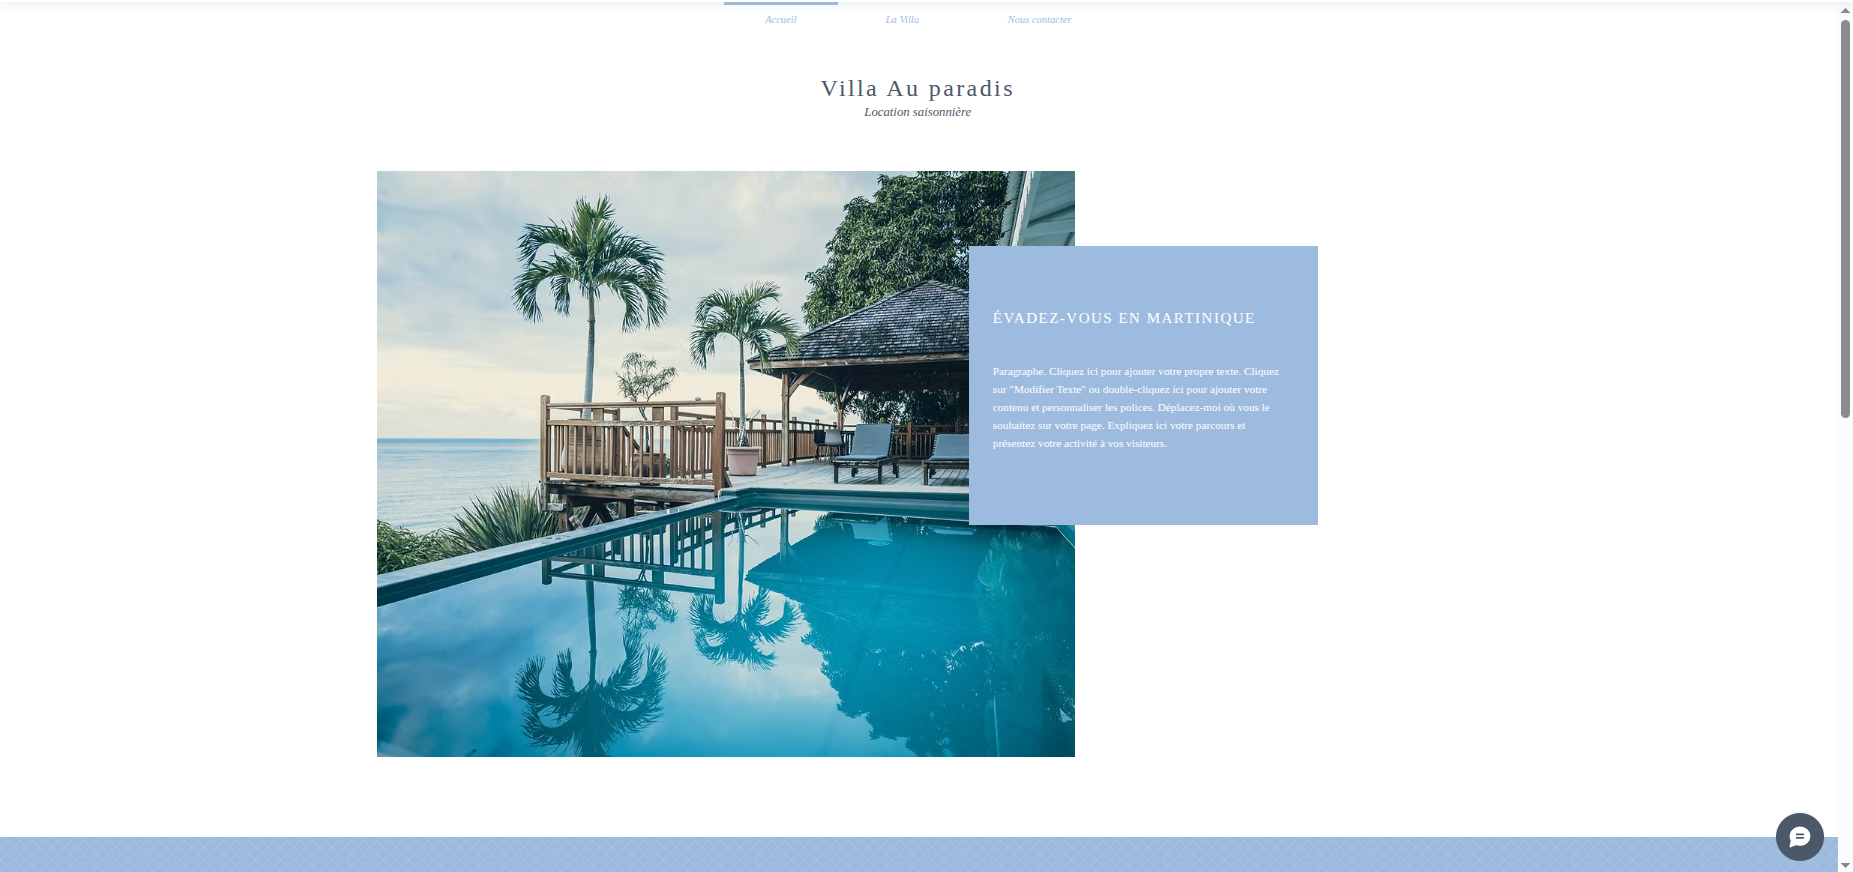 Accueil
La Villa
Nous contacter
Villa Au paradis
Location saisonnière
ÉVADEZ-VOUS EN MARTINIQUE
Paragraphe. Cliquez ici pour ajouter votre propre texte. Cliquez
sur "Modifier Texte" ou double-cliquez ici pour ajouter votre
contenu et personnaliser les polices. Déplacez-moi où vous le
souhaitez sur votre page. Expliquez ici votre parcours et
présentez votre activité à vos visiteurs.